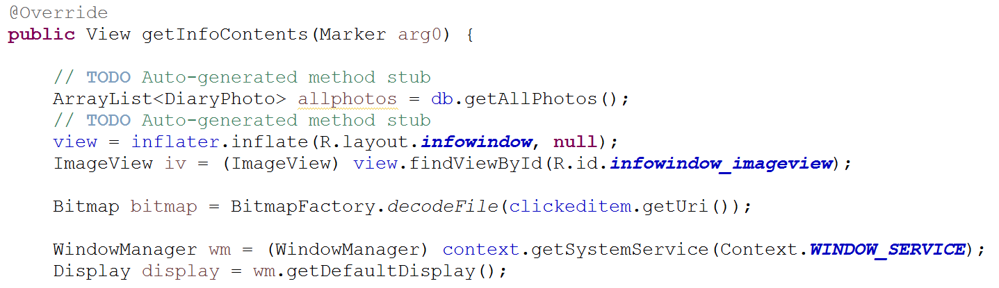 @Override
public View getInfoContents(Marker arg0) {
// TODO Auto-generated method stub
ArrayList<DiaryPhoto> allphotos = db.getAllPhotos();
// TODO Auto-generated method stub
view = inflater.inflate(R.layout.infowindow, null);
ImageView iv = (ImageView) view.findViewById(R.id.infowindow_imageview);
Bitmap bitmap = BitmapFactory.decodeFile(clickeditem.getUri());
WindowManager wm = (WindowManager) context.getSystemService(Context.WINDOW_SERVICE);
Display display = wm.getDefaultDisplay();